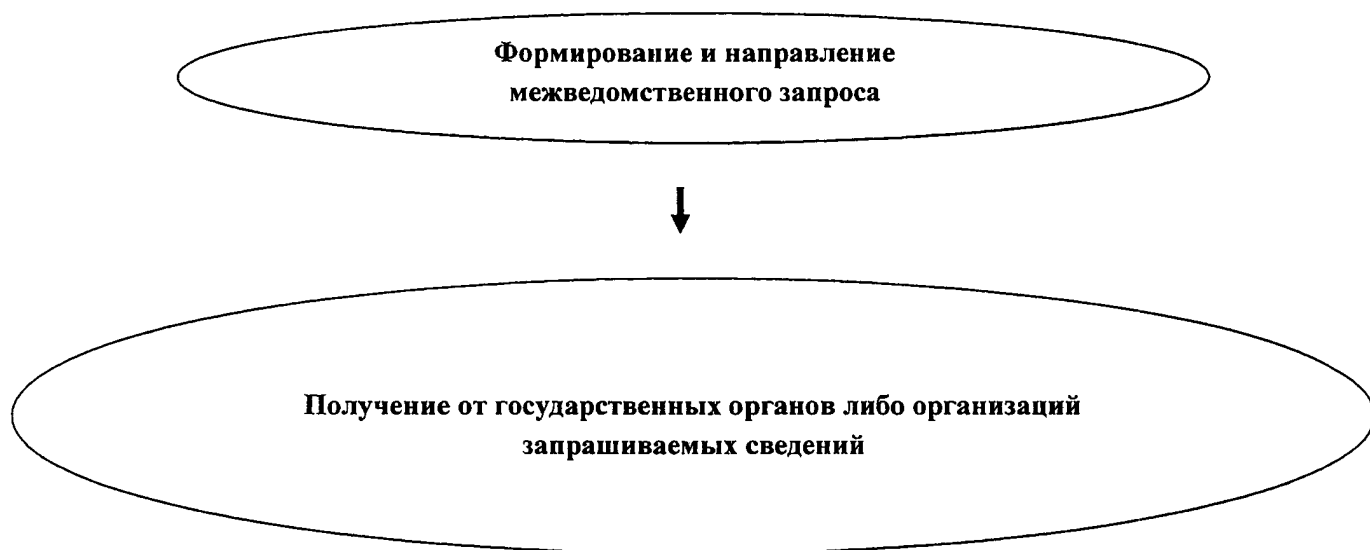 Формирование и направление
межведомственного запроса
Получение от государственных органов либо организаций
запрашиваемых сведений